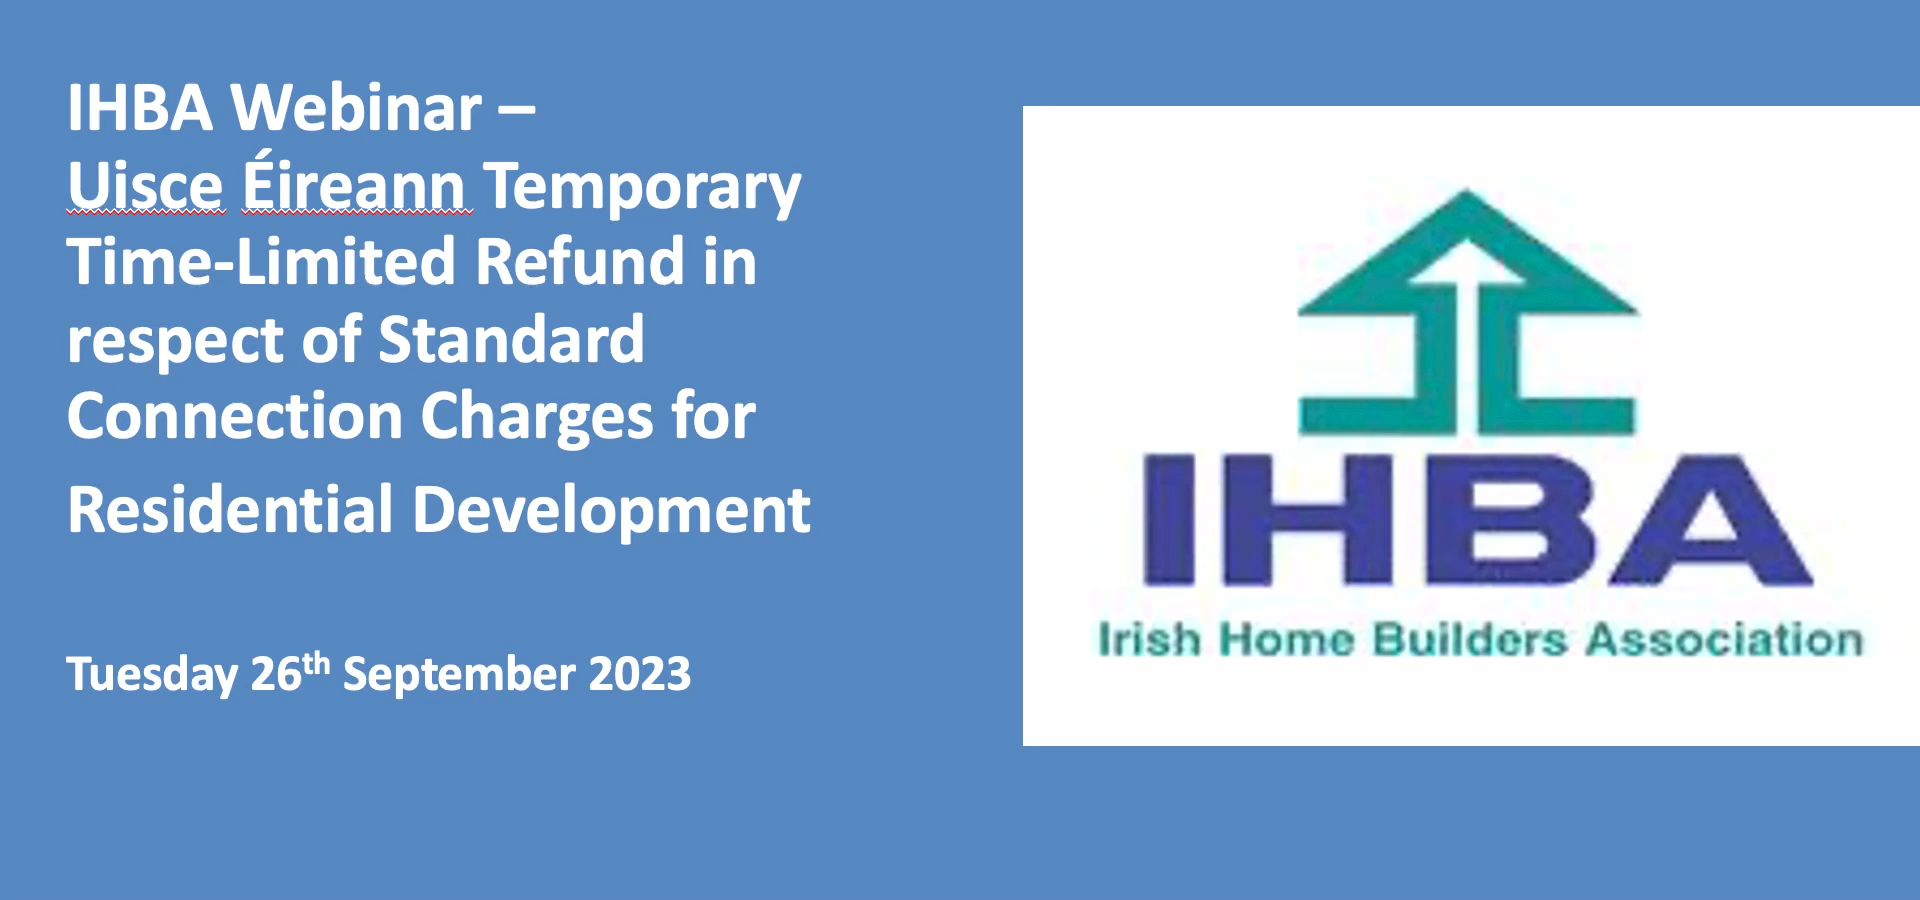 IHBA Webinar –
Uisce Éireann Temporary
Time-Limited Refund in
respect of Standard
Connection Charges for
Residential Development
Tuesday 26th September 2023
IHBA
Irish Home Builders Association